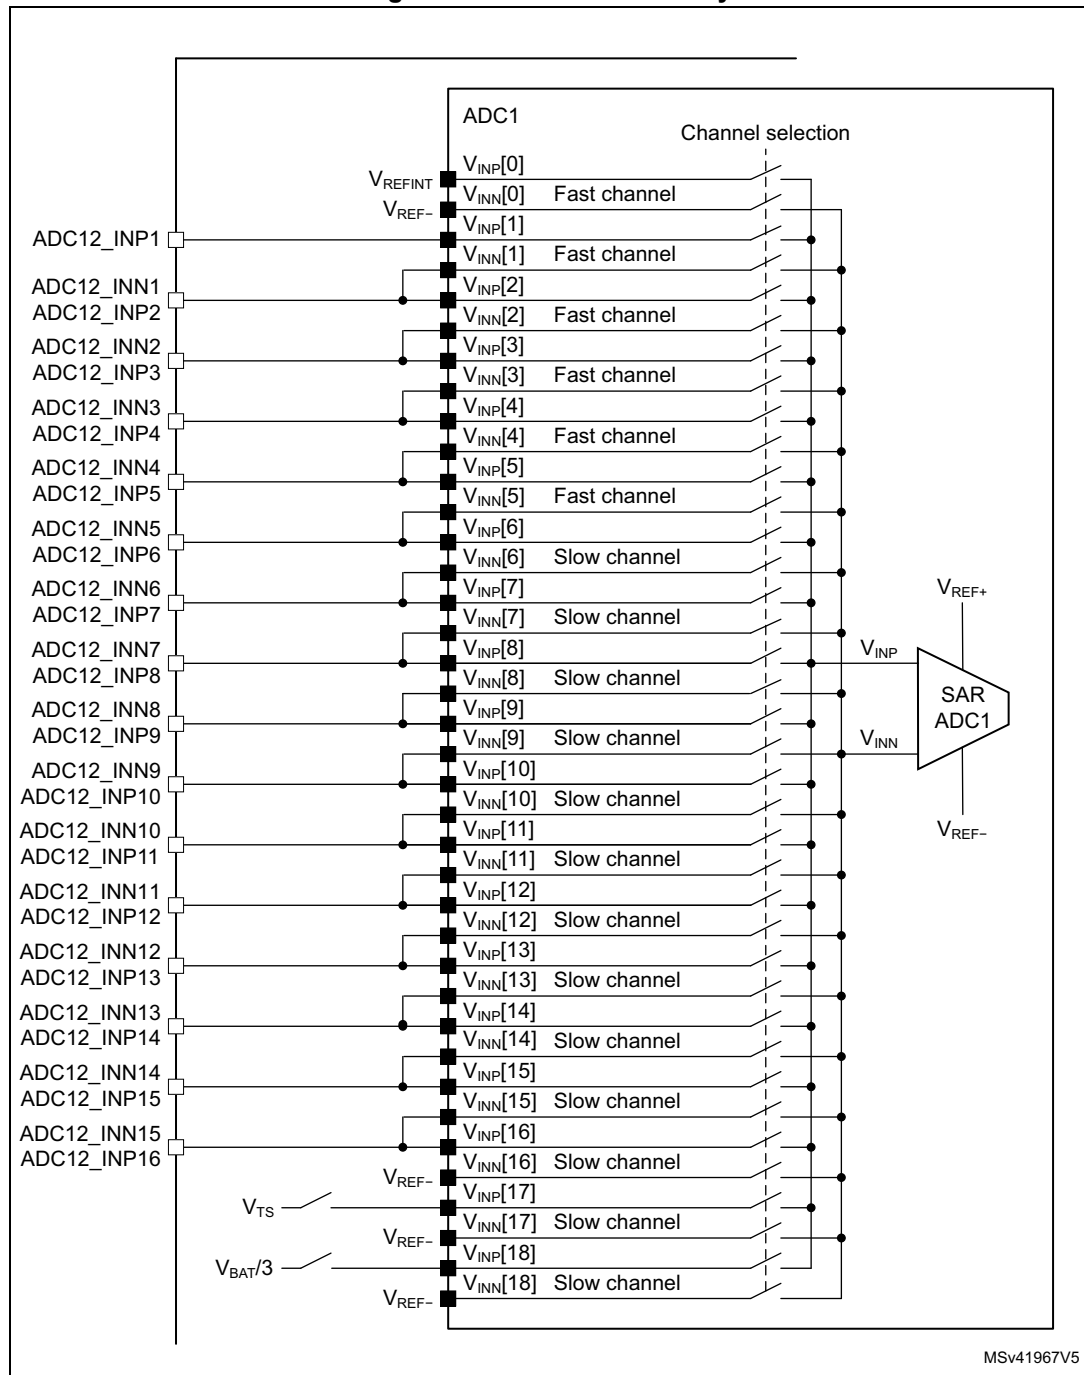 ADC1
Channel selection
VREFINT
VINP[0]
VREF−
VINN[0] Fast channel
ADC12_INP1
VINP[1]
VINN[1] Fast channel
ADC12_INN1
ADC12_INP2
VINP[2]
VINN[2] Fast channel
ADC12_INN2
ADC12_INP3
VINP[3]
VINN[3] Fast channel
ADC12_INN3
ADC12_INP4
VINP[4]
VINN[4] Fast channel
ADC12_INN4
ADC12_INP5
VINP[5]
VINN[5] Fast channel
ADC12_INN5
ADC12_INP6
VINP[6]
VINN[6] Slow channel
ADC12_INN6
ADC12_INP7
VINP[7]
VINN[7] Slow channel
ADC12_INN7
ADC12_INP8
VINP[8]
VINN[8] Slow channel
ADC12_INN8
ADC12_INP9
VINP[9]
VINN[9] Slow channel
ADC12_INN9
ADC12_INP10
VINP[10]
VINN[10] Slow channel
ADC12_INN10
ADC12_INP11
VINP[11]
VINN[11] Slow channel
ADC12_INN11
ADC12_INP12
VINP[12]
VINN[12] Slow channel
ADC12_INN12
ADC12_INP13
VINP[13]
VINN[13] Slow channel
ADC12_INN13
ADC12_INP14
VINP[14]
VINN[14] Slow channel
ADC12_INN14
ADC12_INP15
VINP[15]
VINN[15] Slow channel
ADC12_INN15
ADC12_INP16
VINP[16]
VREF−
VINN[16] Slow channel
VTS
VINP[17]
VREF−
VINN[17] Slow channel
VBAT/3
VINP[18]
VREF−
VINN[18] Slow channel
VREF+
VINP
SAR
ADC1
VINN
VREF−
MSv41967V5